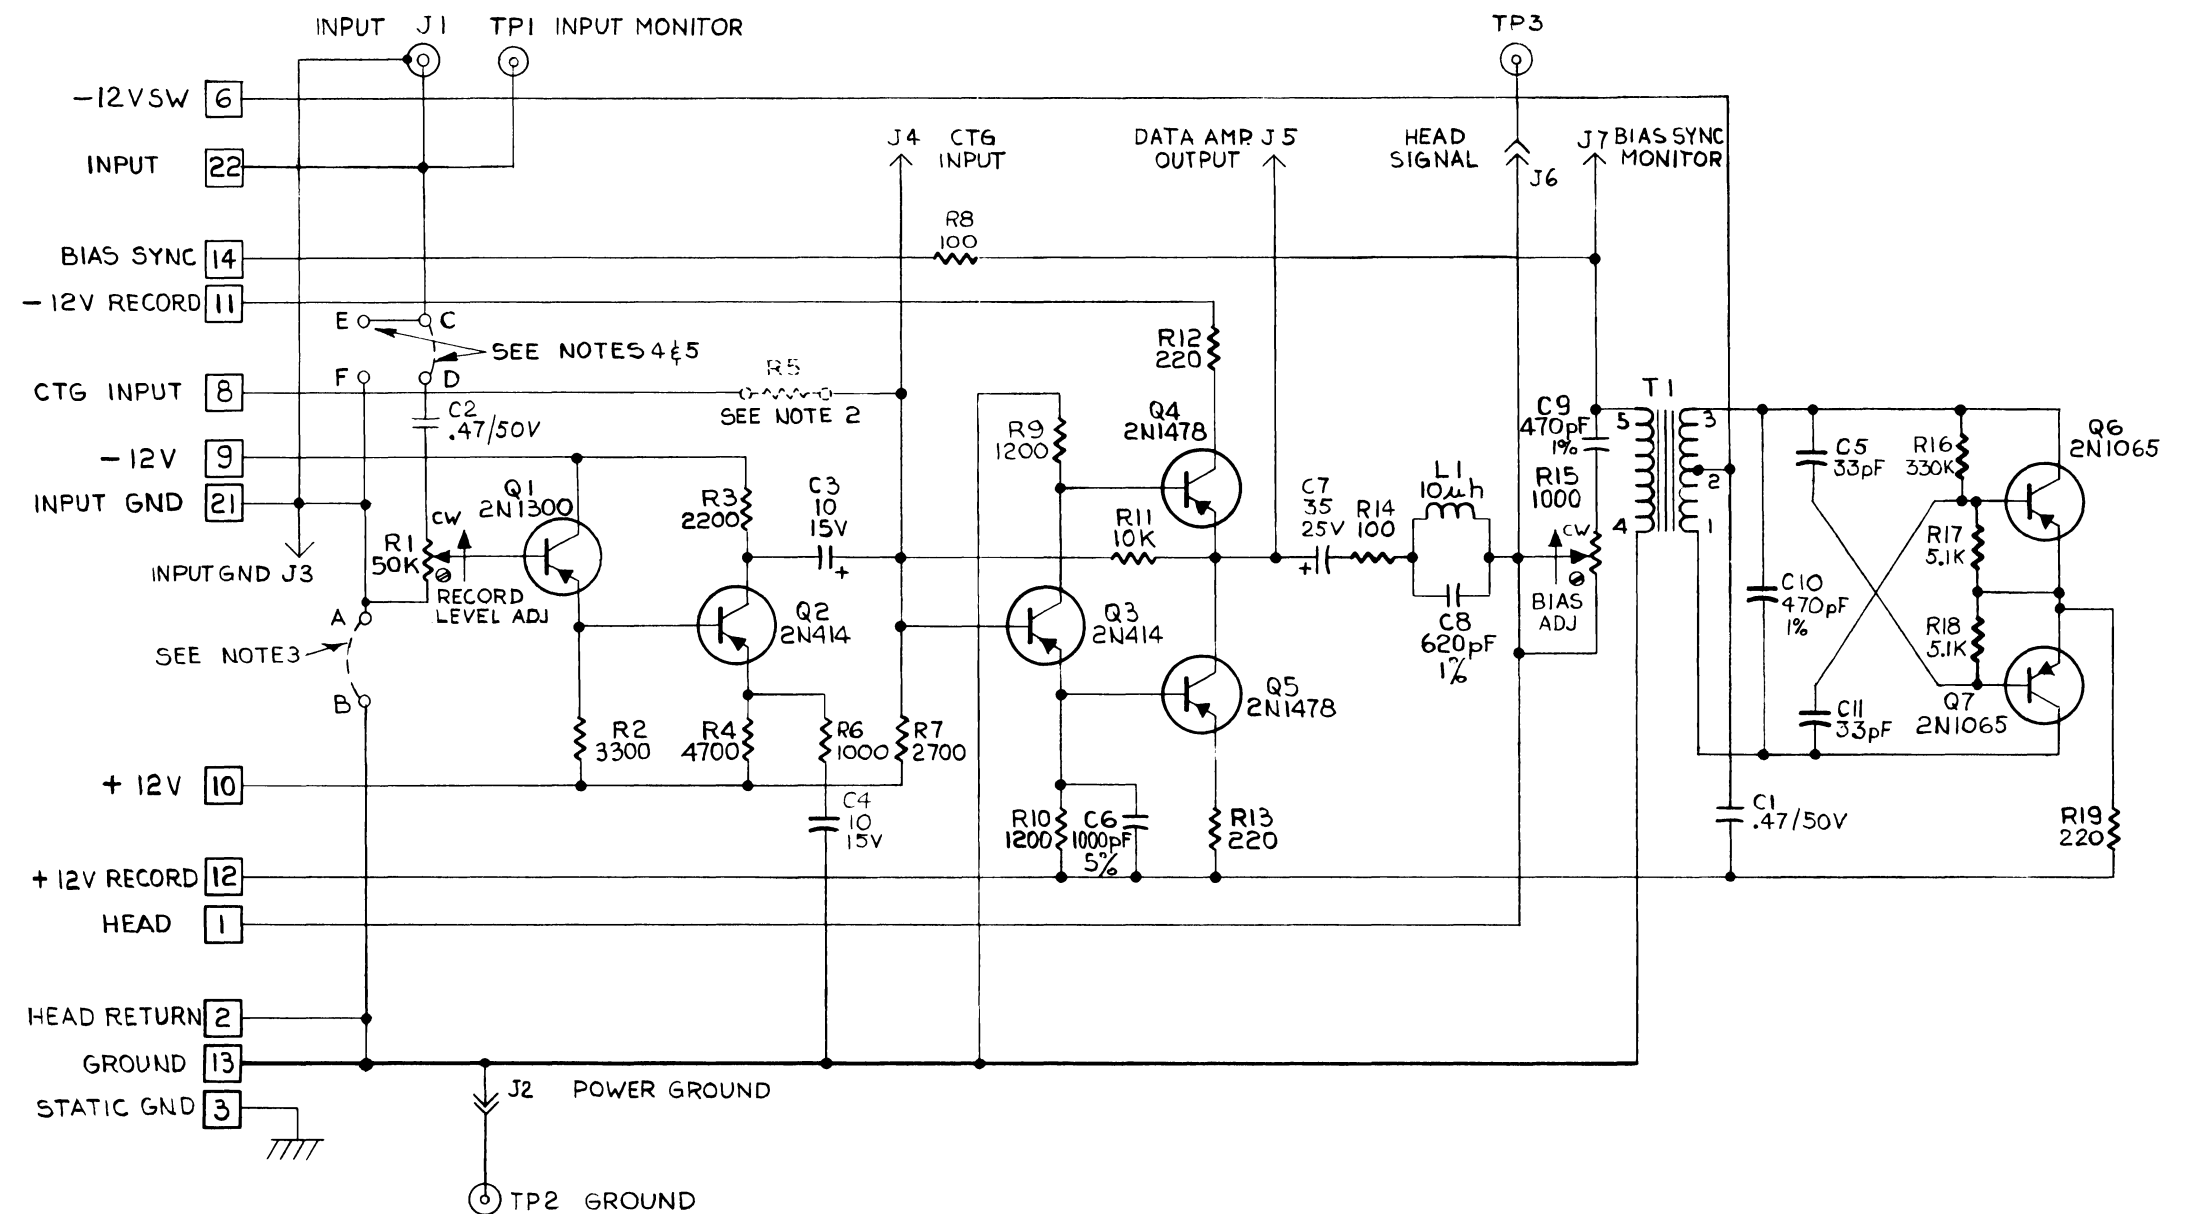 INPUT J1 TP1 INPUT MONITOR
TP3
-12VSW 6
J4 CTG INPUT
DATA AMP. J5 OUTPUT
HEAD SIGNAL
J6
J7 BIAS SYNC MONITOR
INPUT 22
R8
100
BIAS SYNC 14
-12V RECORD 11
E C
SEE NOTES 4 & 5
F D
R12
220
R5
CTG INPUT 8
SEE NOTE 2
C2
.47/50V
R9
1200
Q4
2N1478
C9
470pF
1%
T1
5
4
3
2
1
C5
33pF
R16
330K
Q6
2N1065
-12V 9
INPUT GND 21
Q1
2N1300
R3
2200
C3
10
15V
R11
10K
C7
35
25V
R14
100
L1
10μh
R15
1000
CW
CW
R1
50K
INPUT GND J3
RECORD
LEVEL ADJ
+
+
BIAS
ADJ
C10
470pF
1%
R17
5.1K
A
SEE NOTE 3
B
Q2
2N414
Q3
2N414
C8
620pF
1%
R18
5.1K
Q5
2N1478
C11
33pF
Q7
2N1065
R2
3300
R4
4700
R6
1000
R7
2700
+ 12V 10
C4
10
15V
R10
1200
C6
1000pF
5%
R13
220
C1
.47/50V
R19
220
+ 12V RECORD 12
HEAD 1
HEAD RETURN 2
GROUND 13
J2 POWER GROUND
STATIC GND 3
TP2 GROUND